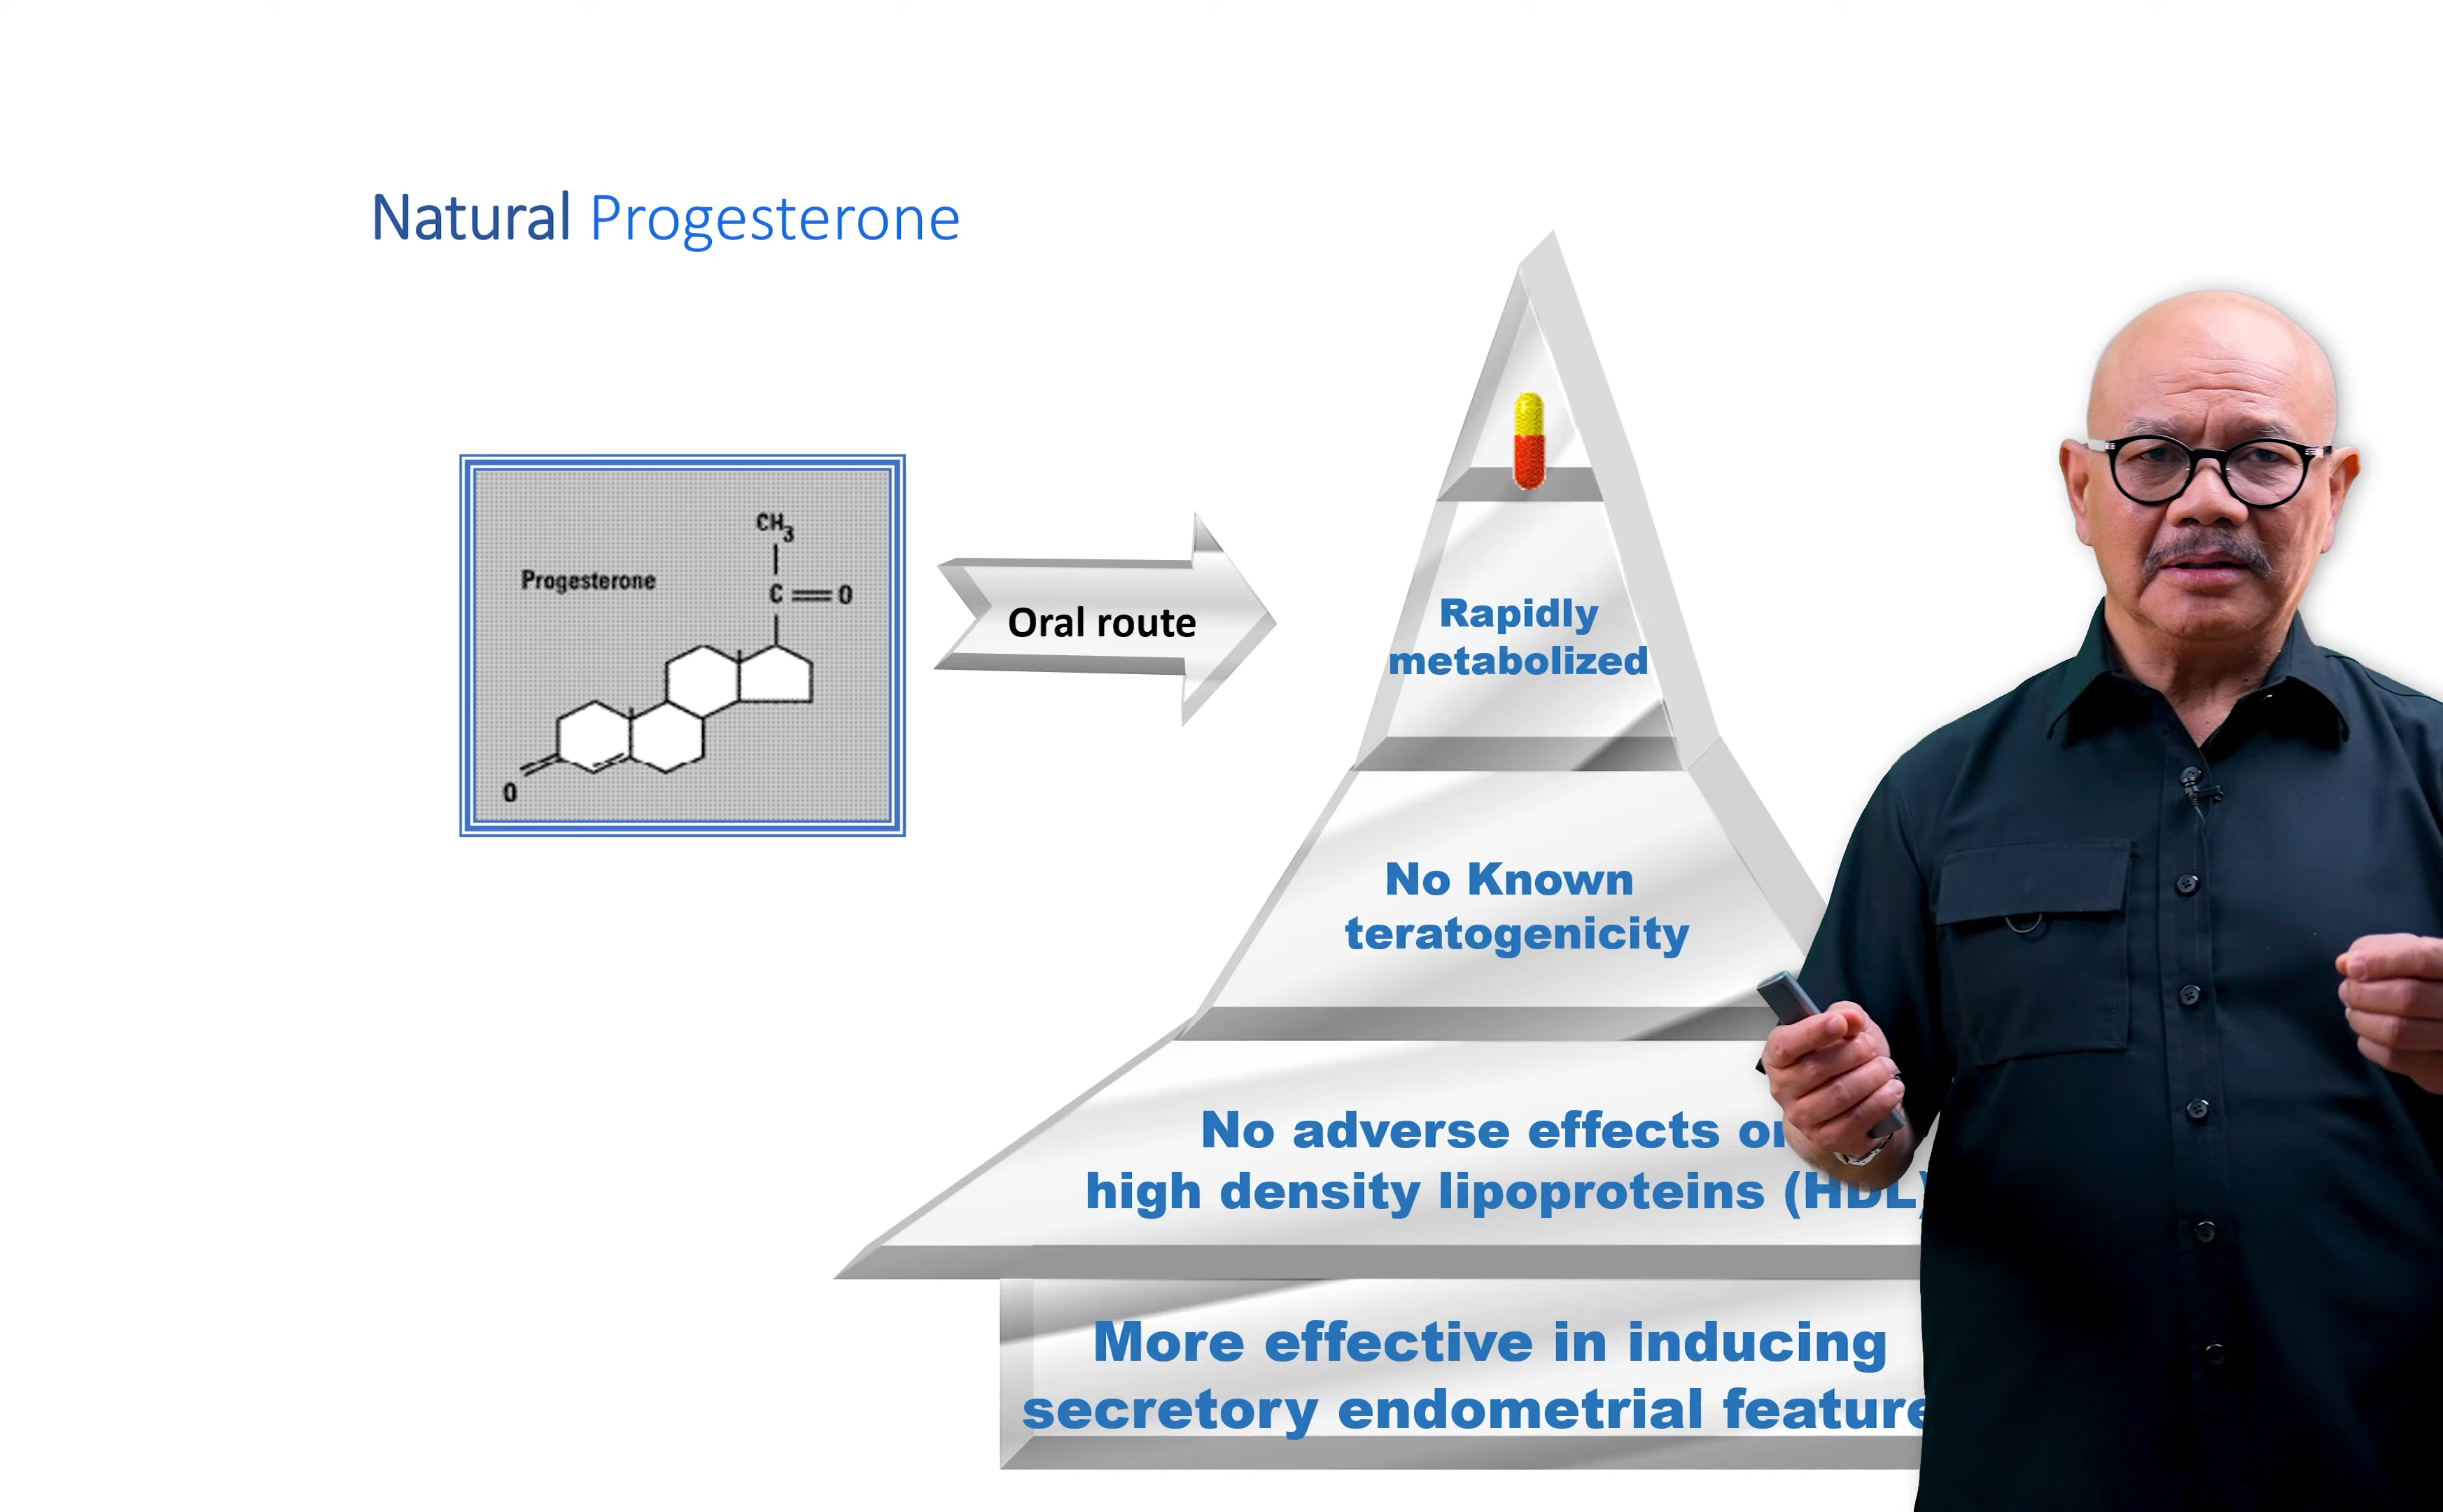 Natural Progesterone
CH3
Progesterone
C
O
O
Oral route
Rapidly
metabolized
No Known
teratogenicity
No adverse effects
high density lipoproteins (HDL)
More effective in inducing
secretory endometrial